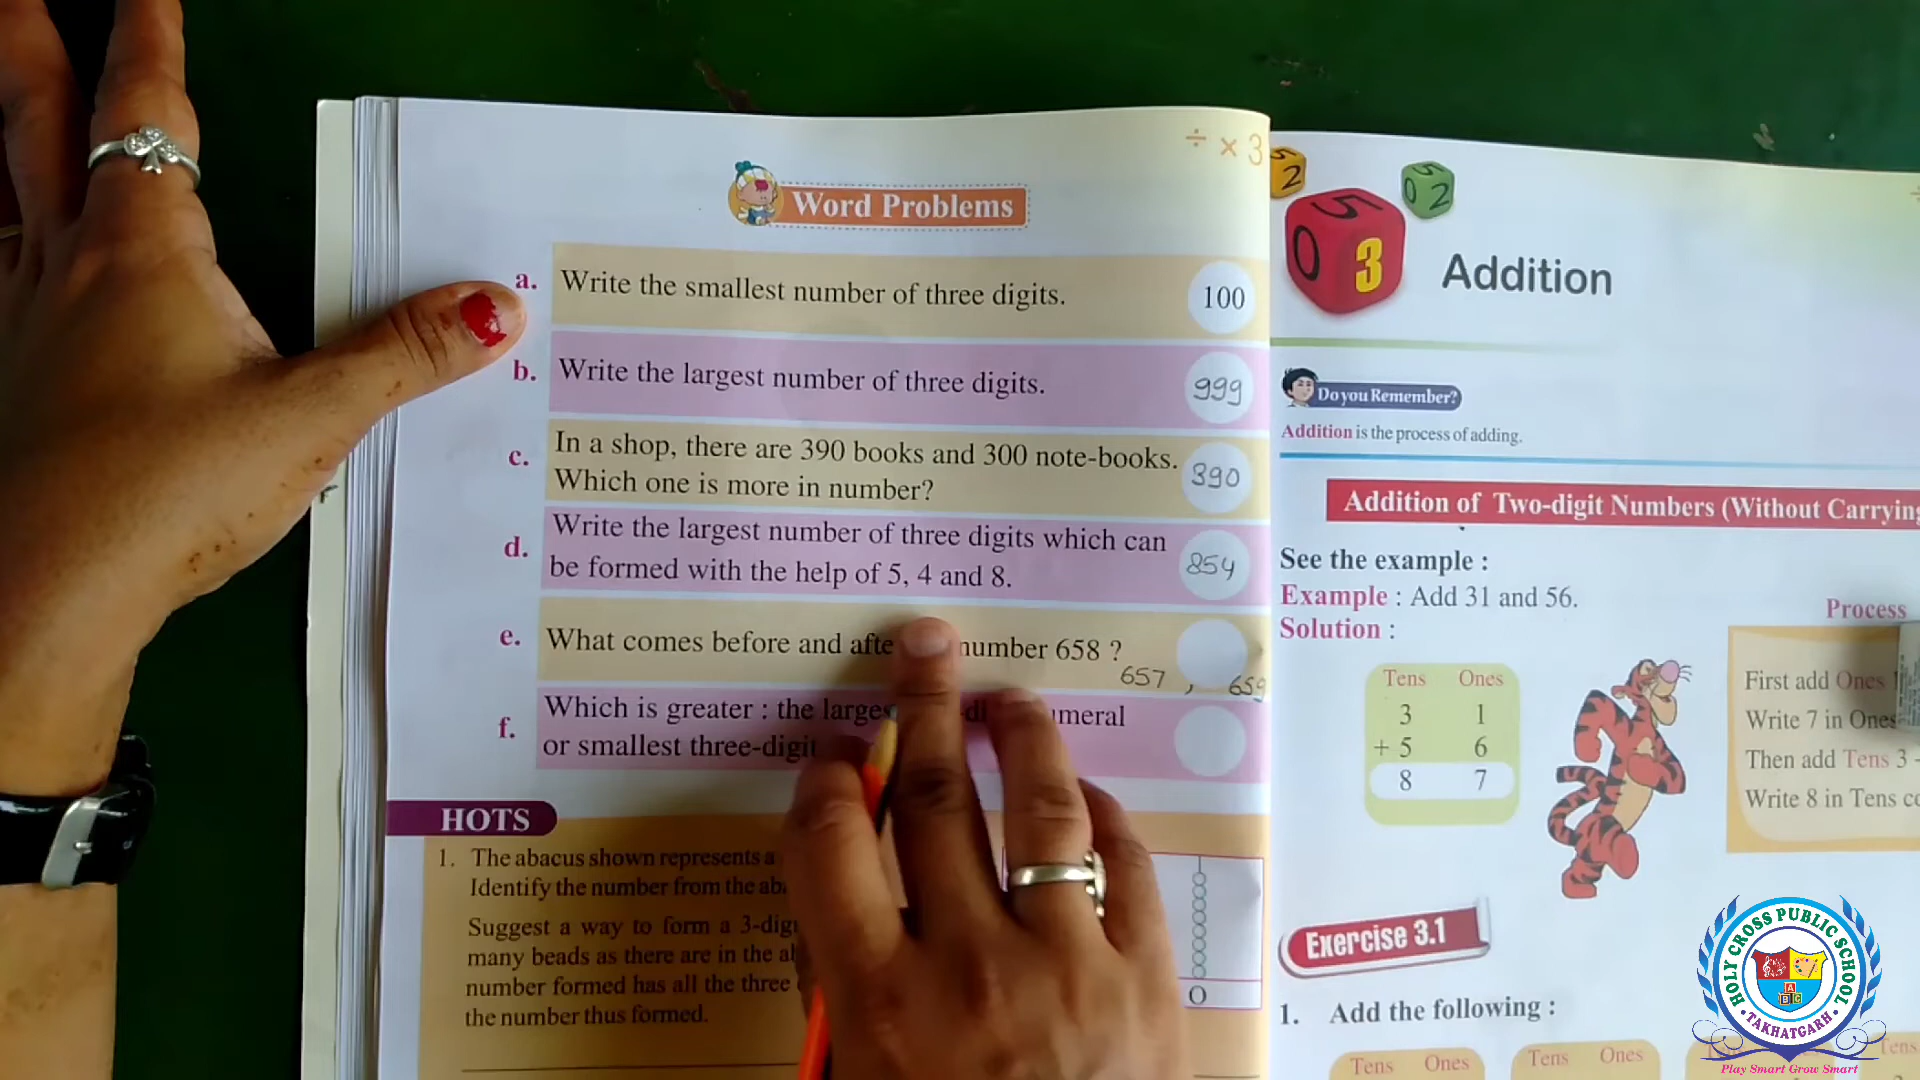 ÷ × 3
Word Problems
a. Write the smallest number of three digits. 100
b. Write the largest number of three digits. 999
c. In a shop, there are 390 books and 300 note-books.
Which one is more in number? 390
d. Write the largest number of three digits which can
be formed with the help of 5, 4 and 8. 854
e. What comes before and number 658 ?
657 , 659
f. Which is greater : the
or smallest
HOTS
1. The abacus shown represents a
Identify the number from the
Suggest a way to form a
many beads as there are in the
number formed has all the three
the number thus formed.
O
5 2
5 0 2
5 0 3
Addition
Do you Remember?
Addition is the process of adding.
Addition of Two-digit Numbers (Without
See the example :
Example : Add 31 and 56.
Solution :
Tens Ones
3 1
+ 5 6
8 7
Process
First add Ones
Write 7 in Ones
Then add Tens 3
Write 8 in Tens
Exercise 3.1
1. Add the following :
Tens Ones
Tens Ones
Tens
HOLY CROSS PUBLIC SCHOOL
A
B C
TAKHATGARH
Play Smart Grow Smart